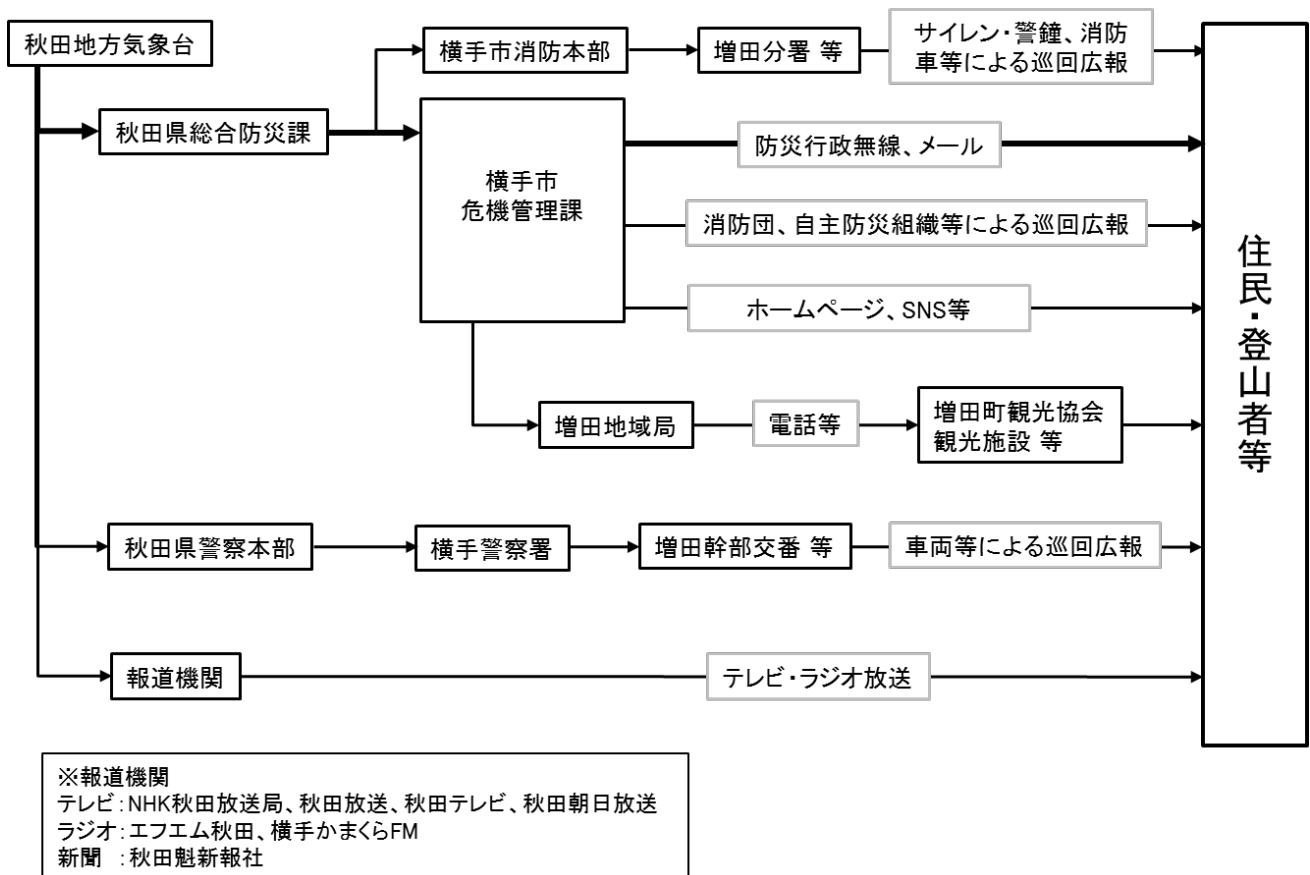 秋田地方気象台
横手市消防本部
増田分署 等
サイレン・警鐘、消防
車等による巡回広報
秋田県総合防災課
横手市
危機管理課
防災行政無線、メール
消防団、自主防災組織等による巡回広報
ホームページ、SNS等
増田地域局
電話等
増田町観光協会
観光施設 等
秋田県警察本部
横手警察署
増田幹部交番 等
車両等による巡回広報
報道機関
テレビ・ラジオ放送
住民・登山者等
※報道機関
テレビ：NHK秋田放送局、秋田放送、秋田テレビ、秋田朝日放送
ラジオ：エフエム秋田、横手かまくらFM
新聞　：秋田魁新報社